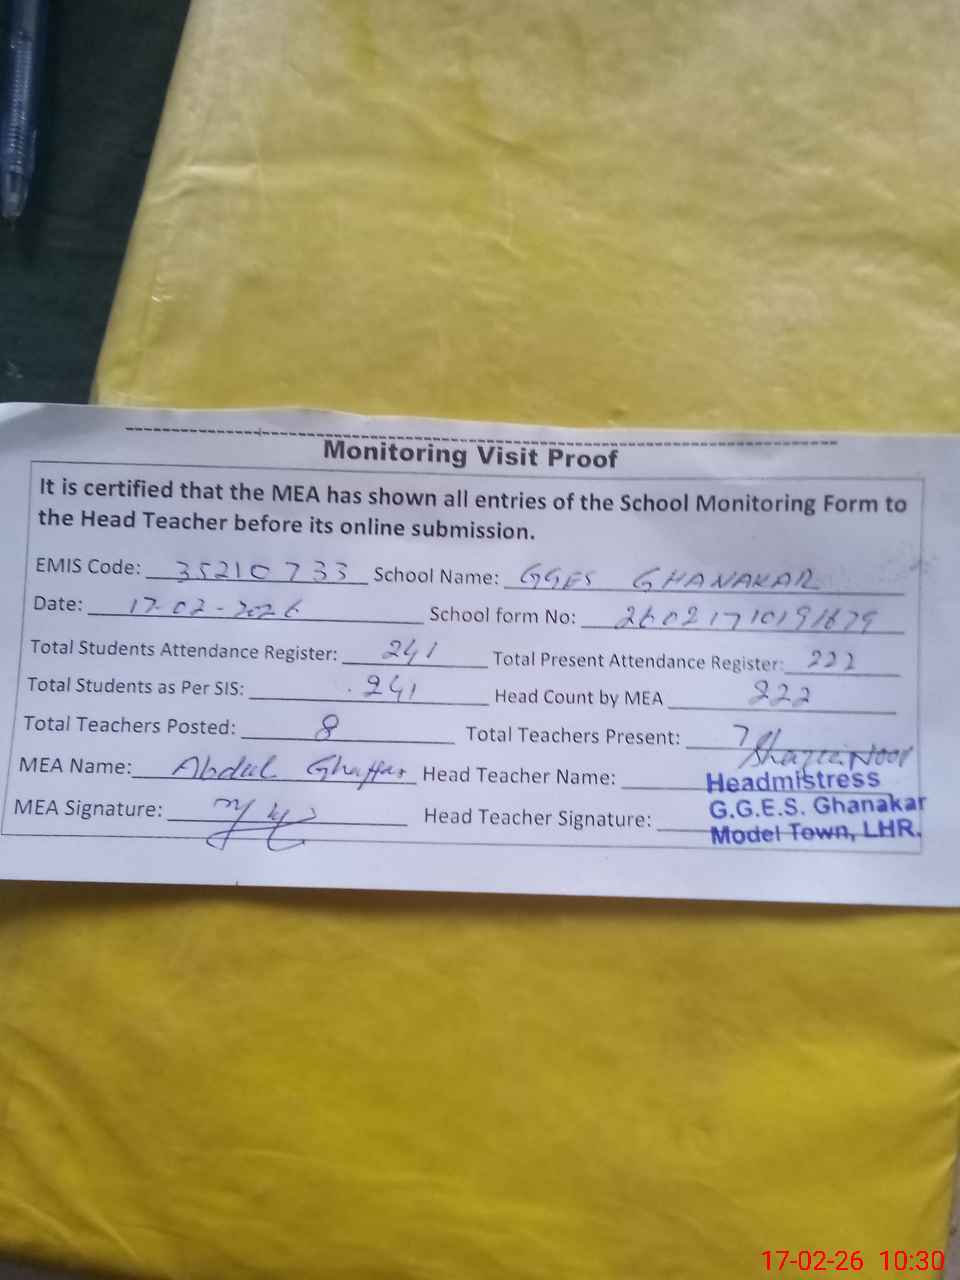 Monitoring Visit Proof
It is certified that the MEA has shown all entries of the School Monitoring Form to
the Head Teacher before its online submission.
EMIS Code: 35210733 School Name: GGES GHANAKAR
Date: 17-02-2026 School form No: 26021710191679
Total Students Attendance Register: 241 Total Present Attendance Register: 222
Total Students as Per SIS: 241 Head Count by MEA 222
Total Teachers Posted: 8 Total Teachers Present: 7
MEA Name: Abdul Ghaffar Head Teacher Name: Noor
Headmistress
MEA Signature: Head Teacher Signature: G.G.E.S. Ghanakar
Model Town, LHR.
17-02-26 10:30